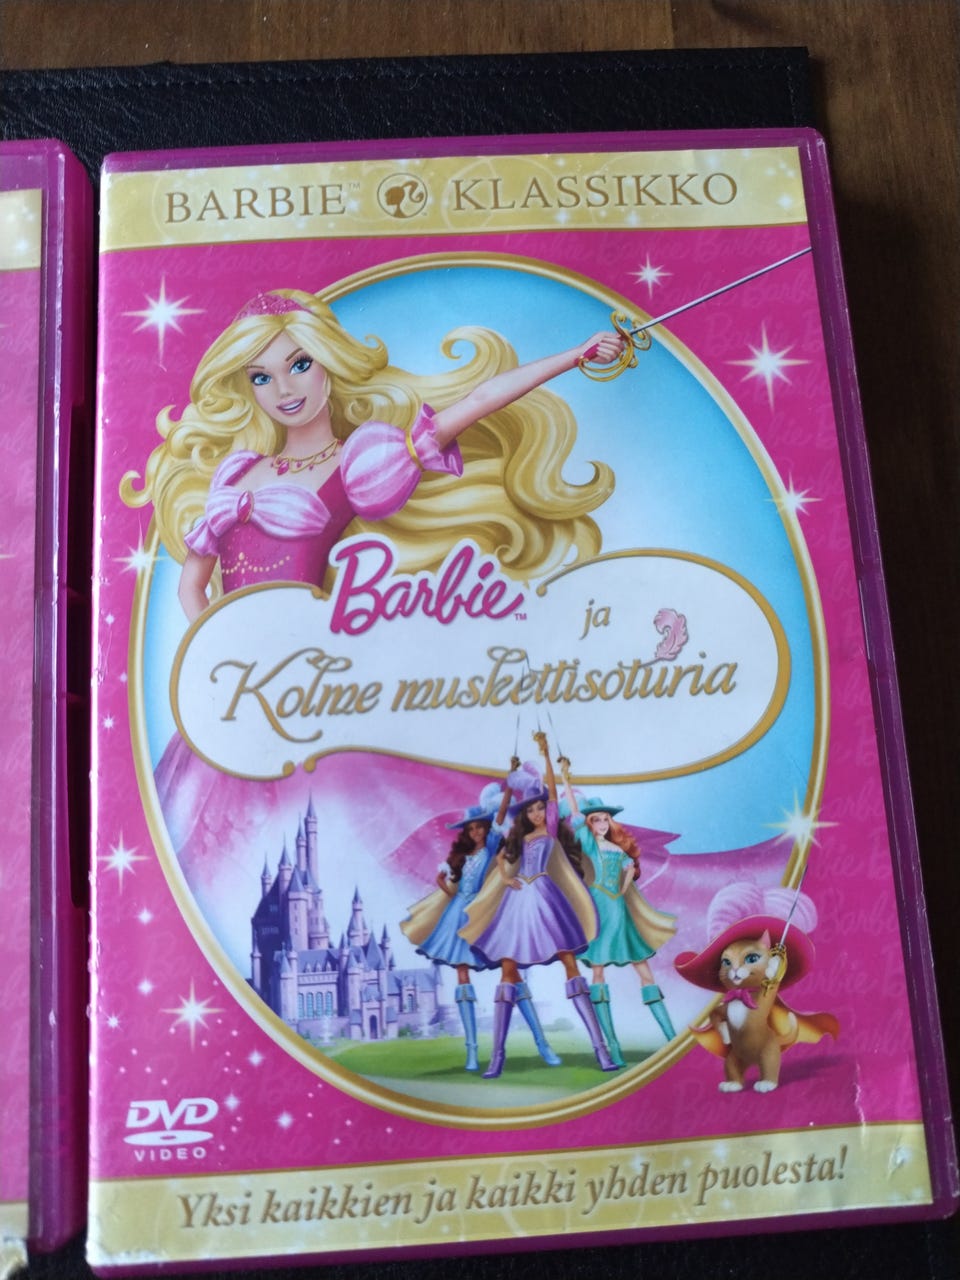 BARBIE™ KLASSIKKO
Barbie™
ja
Kolme muskettisoturia
DVD
VIDEO
Yksi kaikkien ja kaikki yhden puolesta!